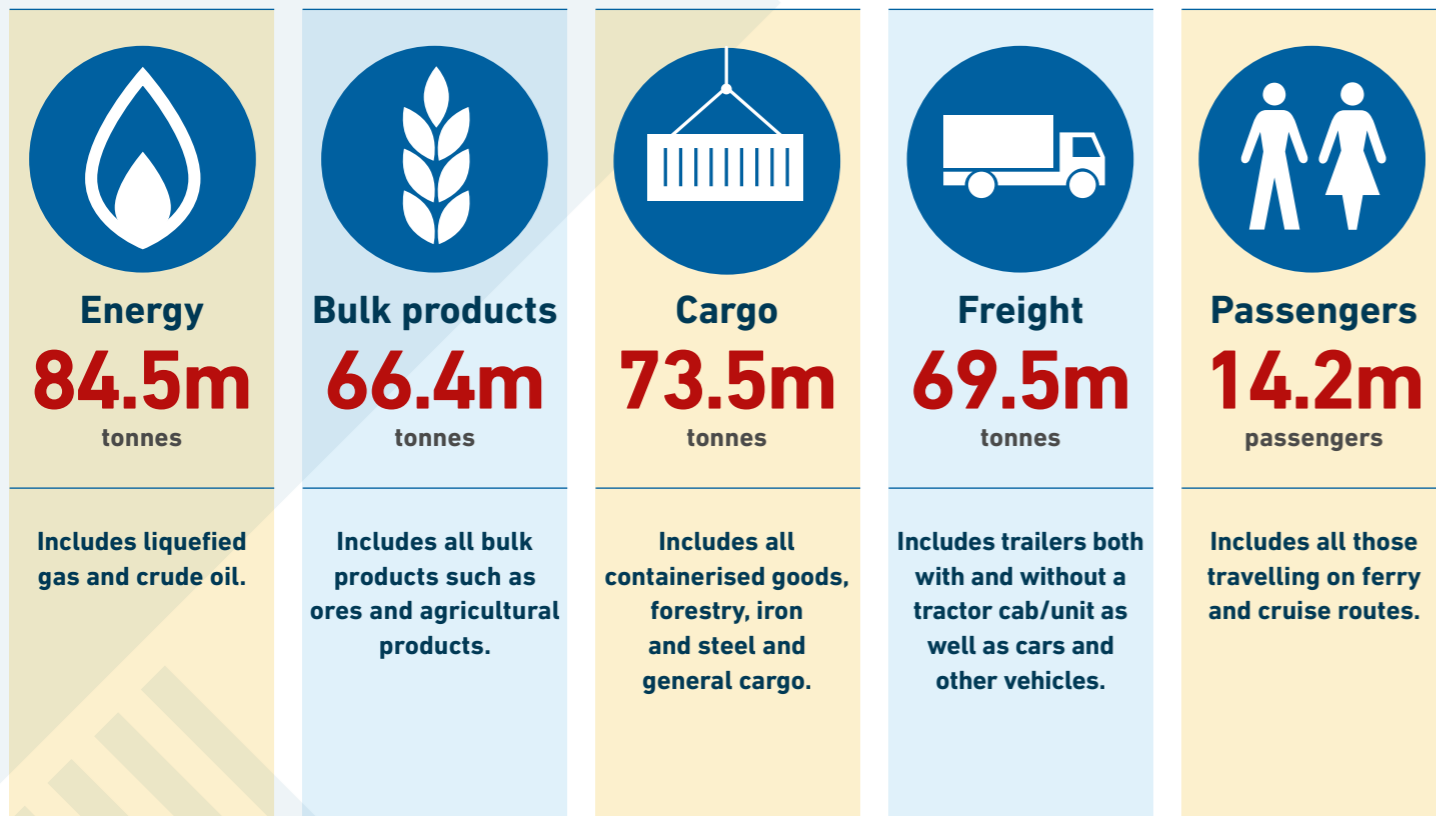 Energy
84.5m
tonnes
Includes liquefied
gas and crude oil.
Bulk products
66.4m
tonnes
Includes all bulk
products such as
ores and agricultural
products.
Cargo
73.5m
tonnes
Includes all
containerised goods,
forestry, iron
and steel and
general cargo.
Freight
69.5m
tonnes
Includes trailers both
with and without a
tractor cab/unit as
well as cars and
other vehicles.
Passengers
14.2m
passengers
Includes all those
travelling on ferry
and cruise routes.